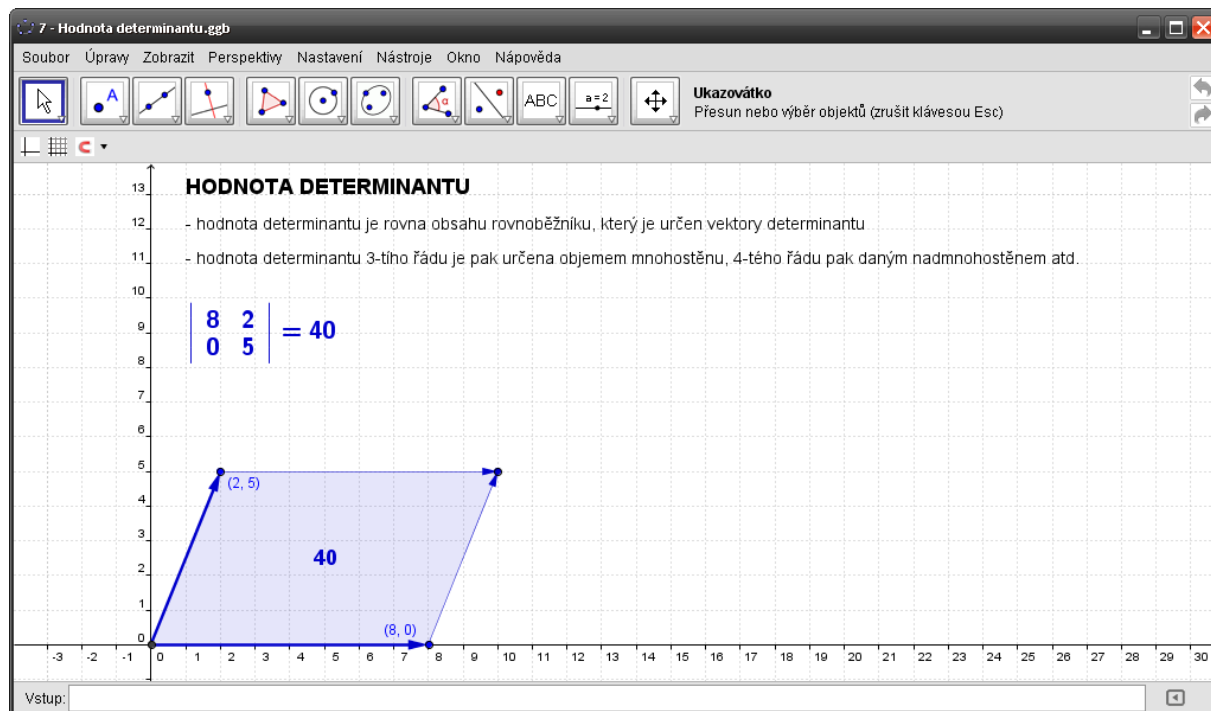 7 - Hodnota determinantu.ggb
Soubor Úpravy Zobrazit Perspektivy Nastavení Nástroje Okno Nápověda
A α ABC a=2
Ukazovátko
Přesun nebo výběr objektů (zrušit klávesou Esc)
HODNOTA DETERMINANTU
- hodnota determinantu je rovna obsahu rovnoběžníku, který je určen vektory determinantu
- hodnota determinantu 3-tího řádu je pak určena objemem mnohostěnu, 4-tého řádu pak daným nadmnohostěnem atd.
8 2
0 5
= 40
13
12
11
10
9
8
7
6
5
4
3
2
1
0
(2, 5)
40
(8, 0)
-3 -2 -1 0 1 2 3 4 5 6 7 8 9 10 11 12 13 14 15 16 17 18 19 20 21 22 23 24 25 26 27 28 29 30
Vstup: